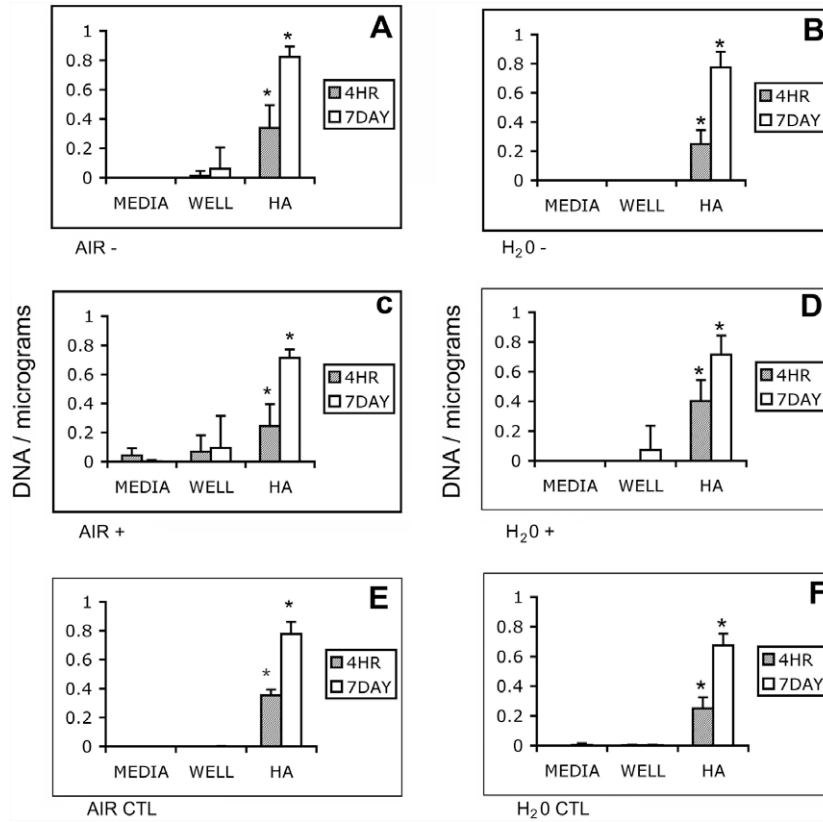 A
1
0.8
0.6
0.4
0.2
0
*
*
MEDIA WELL HA
4HR
7DAY
AIR -
B
1
0.8
0.6
0.4
0.2
0
*
*
MEDIA WELL HA
4HR
7DAY
H₂0 -
DNA / micrograms
C
1
0.8
0.6
0.4
0.2
0
*
*
MEDIA WELL HA
4HR
7DAY
AIR +
DNA / micrograms
D
1
0.8
0.6
0.4
0.2
0
*
*
MEDIA WELL HA
4HR
7DAY
H₂0 +
E
1
0.8
0.6
0.4
0.2
0
*
*
MEDIA WELL HA
4HR
7DAY
AIR CTL
F
1
0.8
0.6
0.4
0.2
0
*
*
MEDIA WELL HA
4HR
7DAY
H₂0 CTL